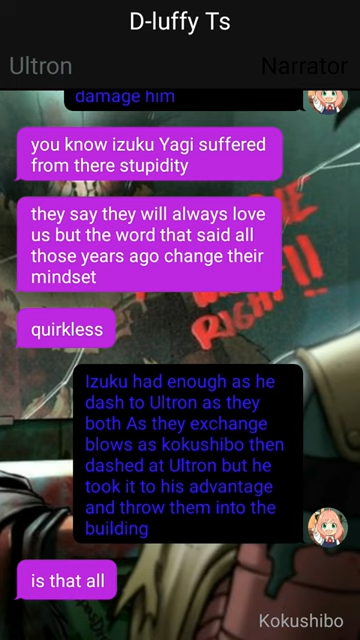 D-luffy Ts
Ultron
Narrator
damage him
you know izuku Yagi suffered
from there stupidity
they say they will always love
us but the word that said all
those years ago change their
mindset
RIGHT!!
quirkless
Izuku had enough as he
dash to Ultron as they
both As they exchange
blows as kokushibo then
dashed at Ultron but he
took it to his advantage
and throw them into the
building
is that all
Kokushibo